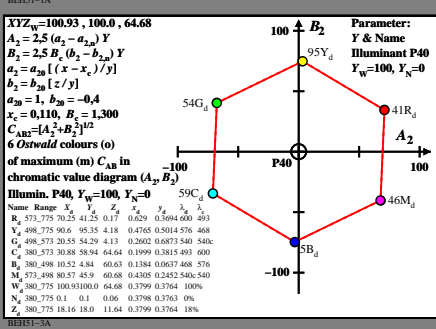 XYZw=100.93, 100.0, 64.68
A2 = 2,5 (a2 − a2,n) Y
B2 = 2,5 Bc (b2 − b2,n) Y
a2 = a20 [ ( x − xc )/y]
b2 = b20 [ z/y ]
a20 = 1, b20 = −0,4
xc = 0,110, Bc = 1,300
CAB2=[A2²+B2²]1/2
6 Ostwald colours (o)
of maximum (m) CAB in
chromatic value diagram (A2, B2)
Illumin. P40, Yw=100, YN=0
Name Range Xd Yd Zd xd yd λd λc
Rd 573_775 70.25 41.25 0.17 0.629 0.3694 600 493
Yd 498_775 90.6 95.35 4.18 0.4765 0.5014 576 468
Gd 498_573 20.55 54.29 4.13 0.2602 0.6873 540 540c
Cd 380_573 30.88 58.94 64.64 0.1999 0.3815 493 600
Bd 380_498 10.52 4.84 60.63 0.1384 0.0637 468 576
Md 573_498 80.57 45.9 60.68 0.4305 0.2452 540c 540
Wd 380_775 100.93100.0 64.68 0.3799 0.3764 100%
Nd 380_775 0.1 0.1 0.06 0.3798 0.3763 0%
Zd 380_775 18.16 18.0 11.64 0.3799 0.3764 18%
100
B2
Parameter:
Y & Name
Illuminant P40
Yw=100, YN=0
95Yd
54Gd
41Rd
A2
−100
P40
100
59Cd
46Md
5Bd
−100
BEH51−3A